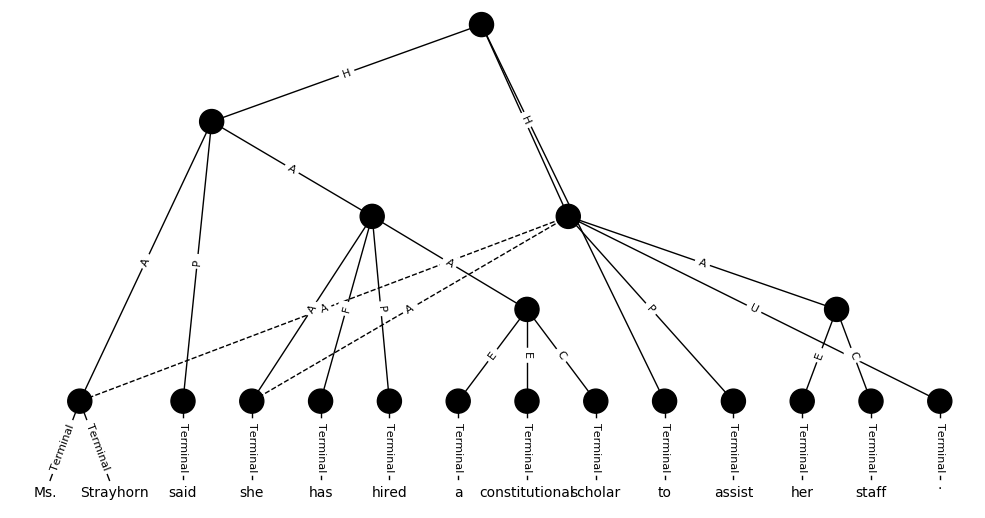 H
H
A
A
P
A
A
A
A
F
P
A
P
U
E
E
C
E
C
Terminal Terminal Terminal Terminal Terminal Terminal Terminal Terminal Terminal Terminal Terminal Terminal Terminal Terminal
Ms. Strayhorn said she has hired a constitutional scholar to assist her staff .